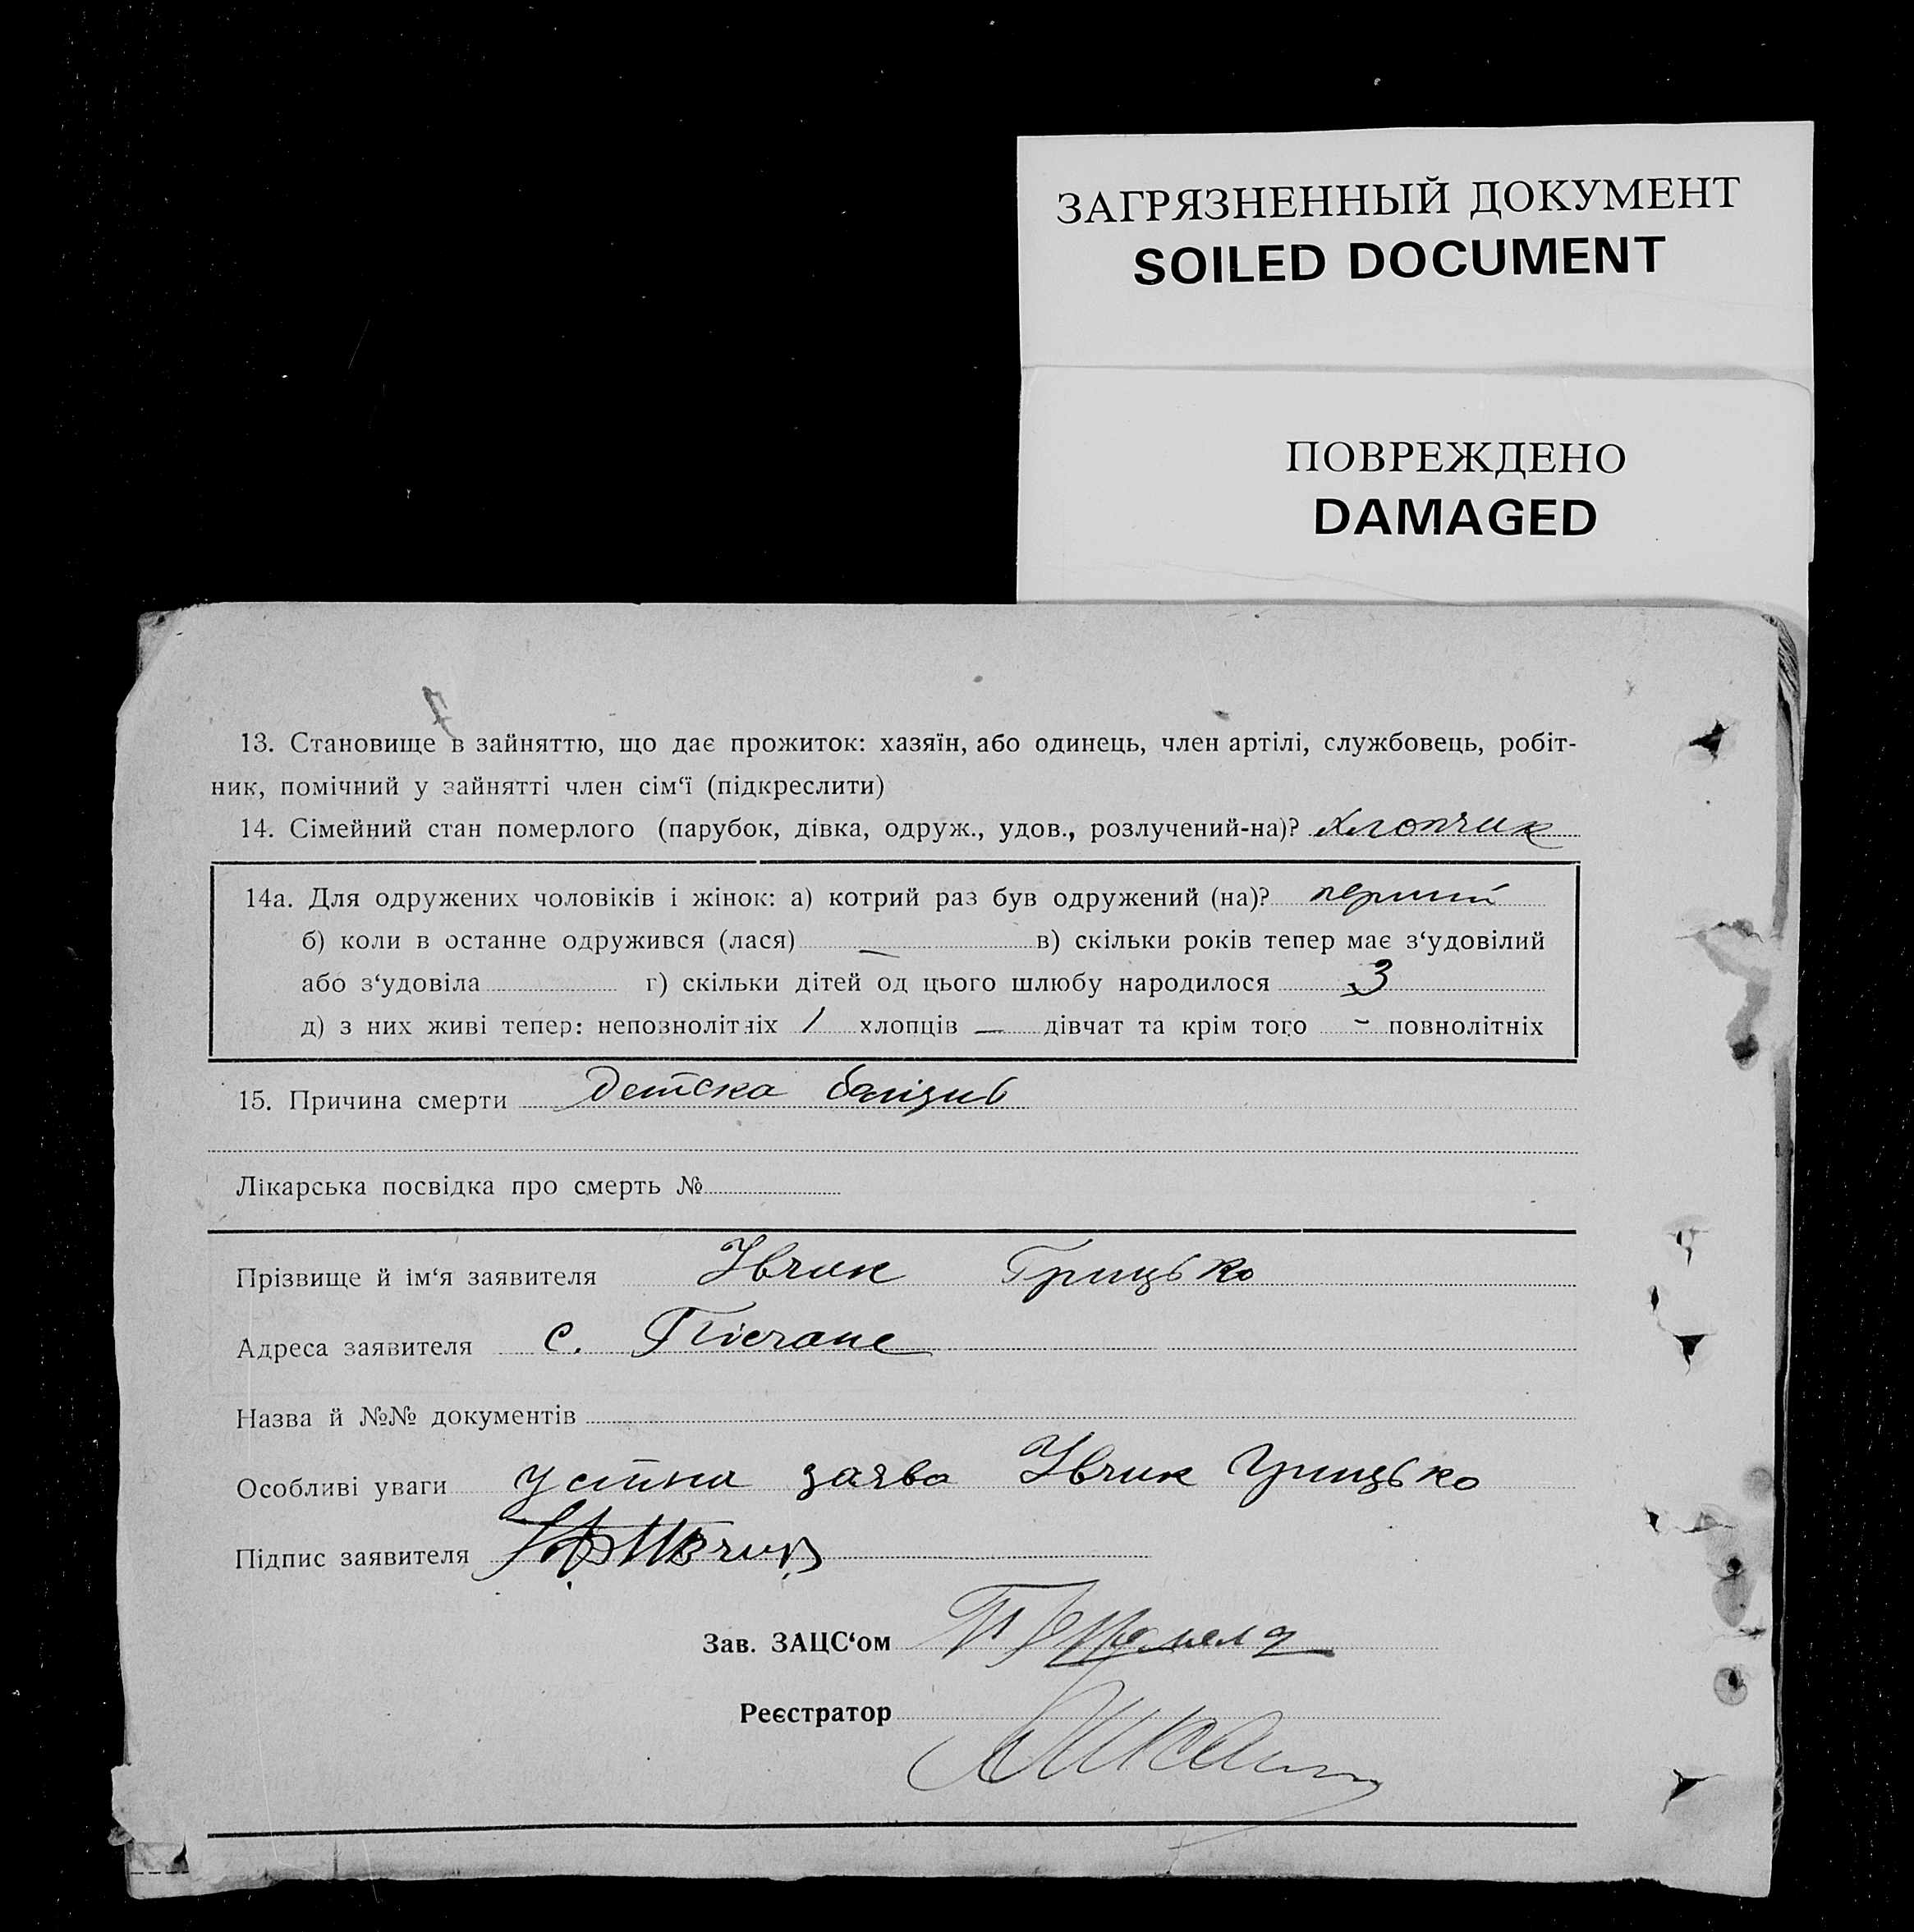 ЗАГРЯЗНЕННЫЙ ДОКУМЕНТ
SOILED DOCUMENT
ПОВРЕЖДЕНО
DAMAGED
13. Становище в зайняттю, що дає прожиток: хазяїн, або одинець, член артілі, службовець, робіт-
ник, помічний у зайнятті член сім‘ї (підкреслити)
14. Сімейний стан померлого (парубок, дівка, одруж., удов., розлучений-на)? хлопчик
14а. Для одружених чоловіків і жінок: а) котрий раз був одружений (на)? перший
б) коли в останне одружився (лася) — в) скільки років тепер має з‘удовілий
або з‘удовіла г) скільки дітей од цього шлюбу народилося 3
д) з них живі тепер: неповнолітніх 1 хлопців — дівчат та крім того - повнолітніх
15. Причина смерти детска
Лікарська посвідка про смерть №
Прізвище й ім‘я заявителя Ївчик Грицько
Адреса заявителя с. Пісчане
Назва й №№ документів
Особливі уваги устна заява Ївчик Грицько
Підпис заявителя
Зав. ЗАЦС‘ом
Реєстратор